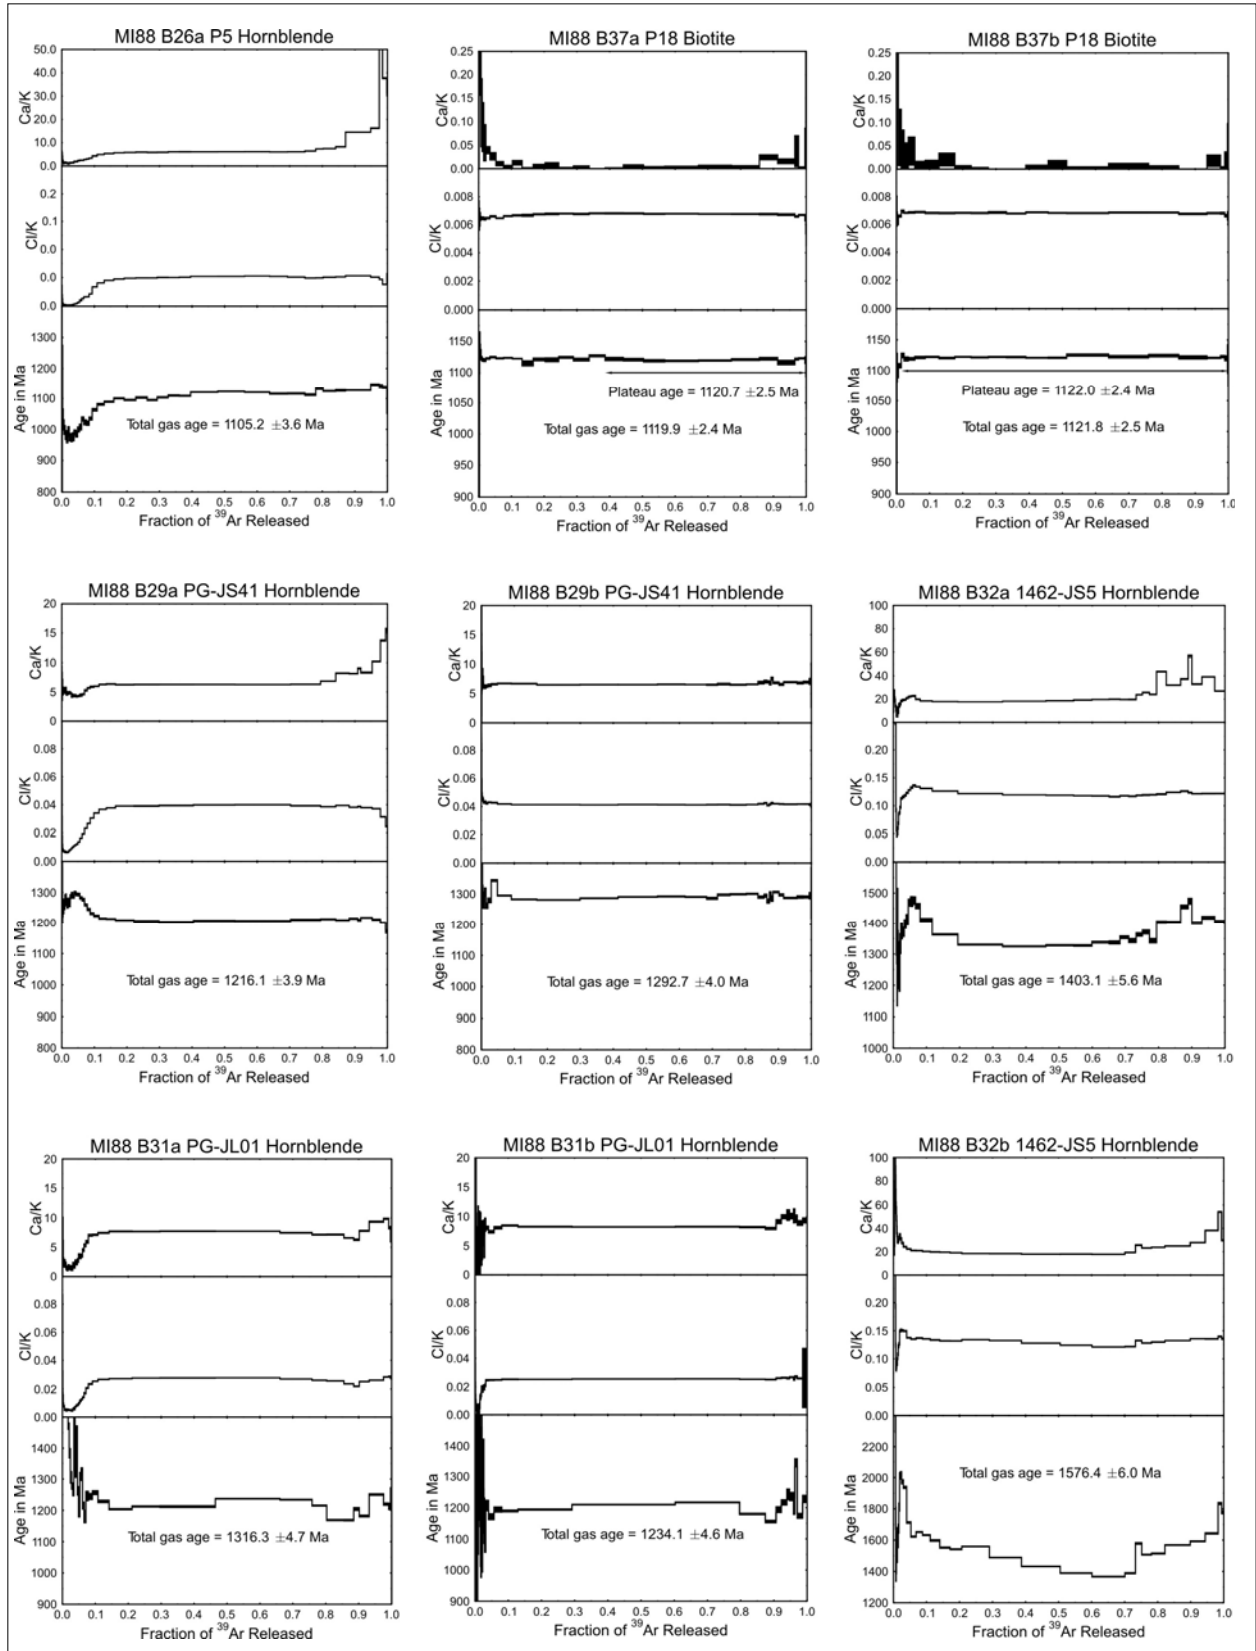 MI88 B26a P5 Hornblende
Ca/K
50.0
40.0
30.0
20.0
10.0
0.0
Cl/K
0.2
0.1
0.0
0.0
0.0
Age in Ma
1300
1200
1100
1000
900
800
Total gas age = 1105.2 ±3.6 Ma
0.0 0.1 0.2 0.3 0.4 0.5 0.6 0.7 0.8 0.9 1.0
Fraction of ³⁹Ar Released
MI88 B37a P18 Biotite
Ca/K
0.25
0.20
0.15
0.10
0.05
0.00
Cl/K
0.008
0.006
0.004
0.002
0.000
Age in Ma
1150
1100
1050
1000
950
900
Plateau age = 1120.7 ±2.5 Ma
Total gas age = 1119.9 ±2.4 Ma
0.0 0.1 0.2 0.3 0.4 0.5 0.6 0.7 0.8 0.9 1.0
Fraction of ³⁹Ar Released
MI88 B37b P18 Biotite
Ca/K
0.25
0.20
0.15
0.10
0.05
0.00
Cl/K
0.008
0.006
0.004
0.002
0.000
Age in Ma
1150
1100
1050
1000
950
900
Plateau age = 1122.0 ±2.4 Ma
Total gas age = 1121.8 ±2.5 Ma
0.0 0.1 0.2 0.3 0.4 0.5 0.6 0.7 0.8 0.9 1.0
Fraction of ³⁹Ar Released
MI88 B29a PG-JS41 Hornblende
Ca/K
20
15
10
5
0
Cl/K
0.08
0.06
0.04
0.02
0.00
Age in Ma
1300
1200
1100
1000
900
800
Total gas age = 1216.1 ±3.9 Ma
0.0 0.1 0.2 0.3 0.4 0.5 0.6 0.7 0.8 0.9 1.0
Fraction of ³⁹Ar Released
MI88 B29b PG-JS41 Hornblende
Ca/K
20
15
10
5
0
Cl/K
0.08
0.06
0.04
0.02
0.00
Age in Ma
1300
1200
1100
1000
900
800
Total gas age = 1292.7 ±4.0 Ma
0.0 0.1 0.2 0.3 0.4 0.5 0.6 0.7 0.8 0.9 1.0
Fraction of ³⁹Ar Released
MI88 B32a 1462-JS5 Hornblende
Ca/K
100
80
60
40
20
0
Cl/K
0.20
0.15
0.10
0.05
0.00
Age in Ma
1500
1400
1300
1200
1100
1000
Total gas age = 1403.1 ±5.6 Ma
0.0 0.1 0.2 0.3 0.4 0.5 0.6 0.7 0.8 0.9 1.0
Fraction of ³⁹Ar Released
MI88 B31a PG-JL01 Hornblende
Ca/K
20
15
10
5
0
Cl/K
0.08
0.06
0.04
0.02
0.00
Age in Ma
1400
1300
1200
1100
1000
900
Total gas age = 1316.3 ±4.7 Ma
0.0 0.1 0.2 0.3 0.4 0.5 0.6 0.7 0.8 0.9 1.0
Fraction of ³⁹Ar Released
MI88 B31b PG-JL01 Hornblende
Ca/K
20
15
10
5
0
Cl/K
0.08
0.06
0.04
0.02
0.00
Age in Ma
1400
1300
1200
1100
1000
900
Total gas age = 1234.1 ±4.6 Ma
0.0 0.1 0.2 0.3 0.4 0.5 0.6 0.7 0.8 0.9 1.0
Fraction of ³⁹Ar Released
MI88 B32b 1462-JS5 Hornblende
Ca/K
100
80
60
40
20
0
Cl/K
0.20
0.15
0.10
0.05
0.00
Age in Ma
2200
2000
1800
1600
1400
1200
Total gas age = 1576.4 ±6.0 Ma
0.0 0.1 0.2 0.3 0.4 0.5 0.6 0.7 0.8 0.9 1.0
Fraction of ³⁹Ar Released